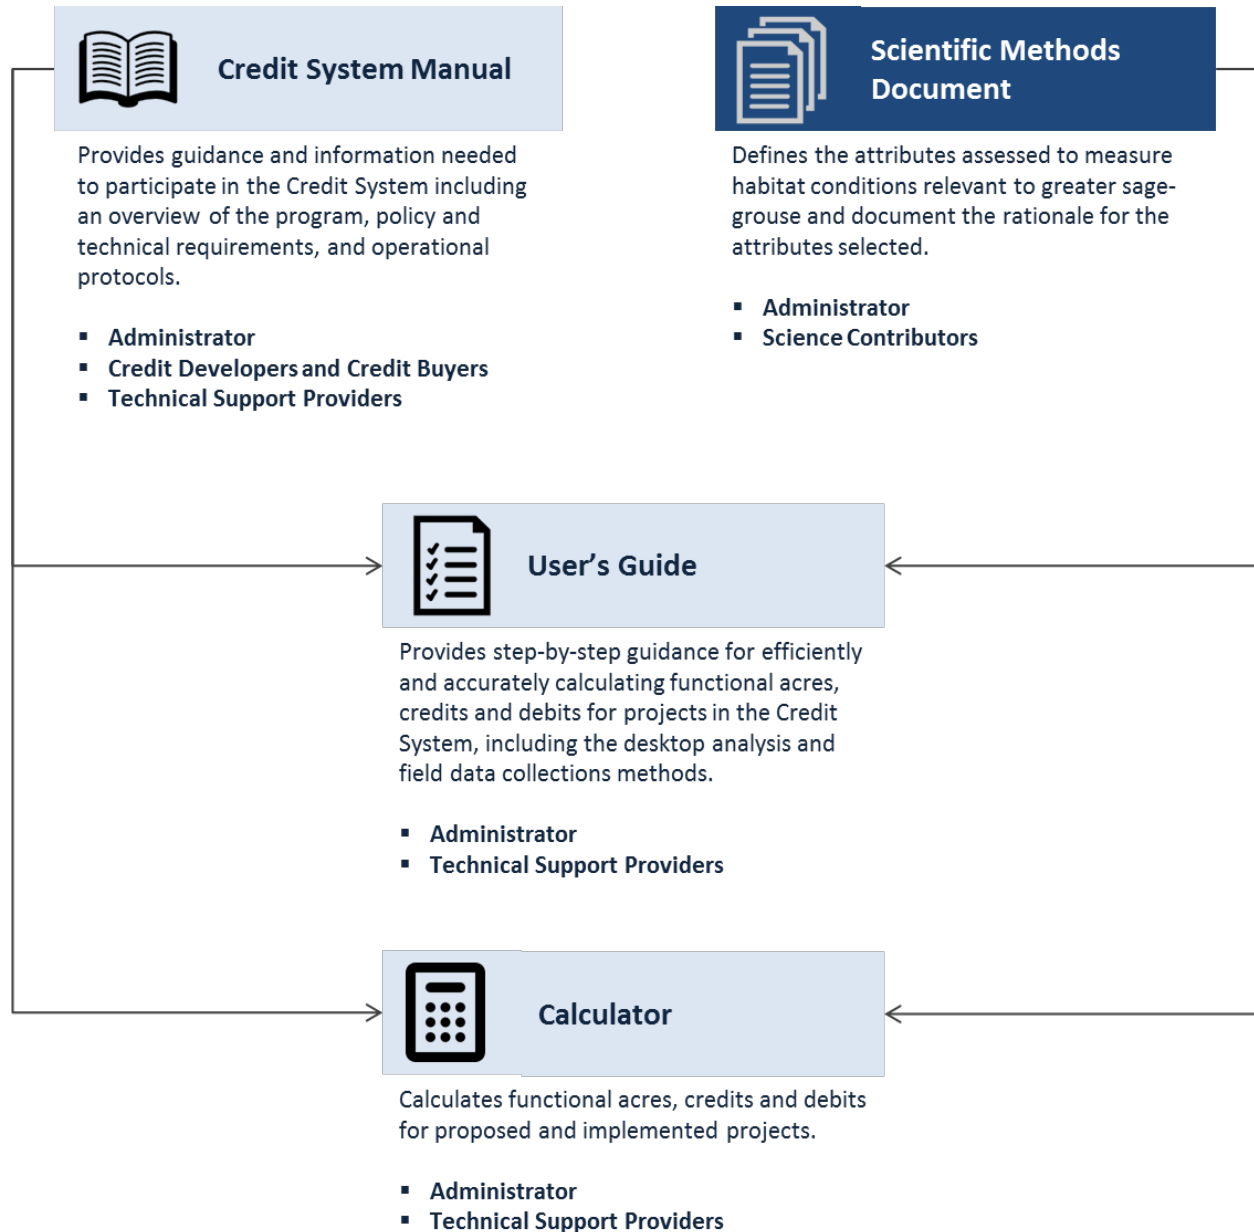 Credit System Manual
Provides guidance and information needed
to participate in the Credit System including
an overview of the program, policy and
technical requirements, and operational
protocols.
▪ Administrator
▪ Credit Developers and Credit Buyers
▪ Technical Support Providers
Scientific Methods
Document
Defines the attributes assessed to measure
habitat conditions relevant to greater sage-
grouse and document the rationale for the
attributes selected.
▪ Administrator
▪ Science Contributors
User’s Guide
Provides step-by-step guidance for efficiently
and accurately calculating functional acres,
credits and debits for projects in the Credit
System, including the desktop analysis and
field data collections methods.
▪ Administrator
▪ Technical Support Providers
Calculator
Calculates functional acres, credits and debits
for proposed and implemented projects.
▪ Administrator
▪ Technical Support Providers